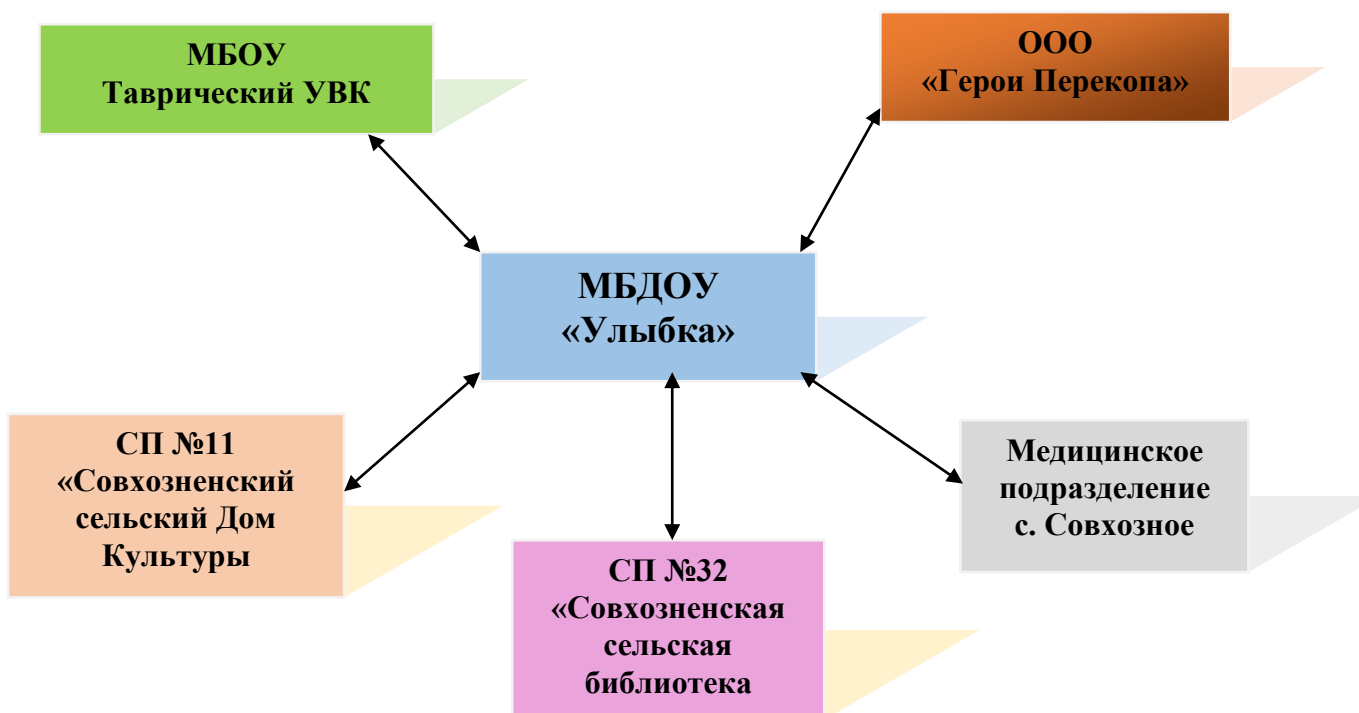 МБОУ
Таврический УВК
ООО
«Герои Перекопа»
МБДОУ
«Улыбка»
СП №11
«Совхозненский
сельский Дом
Культуры
Медицинское
подразделение
с. Совхозное
СП №32
«Совхозненская
сельская
библиотека